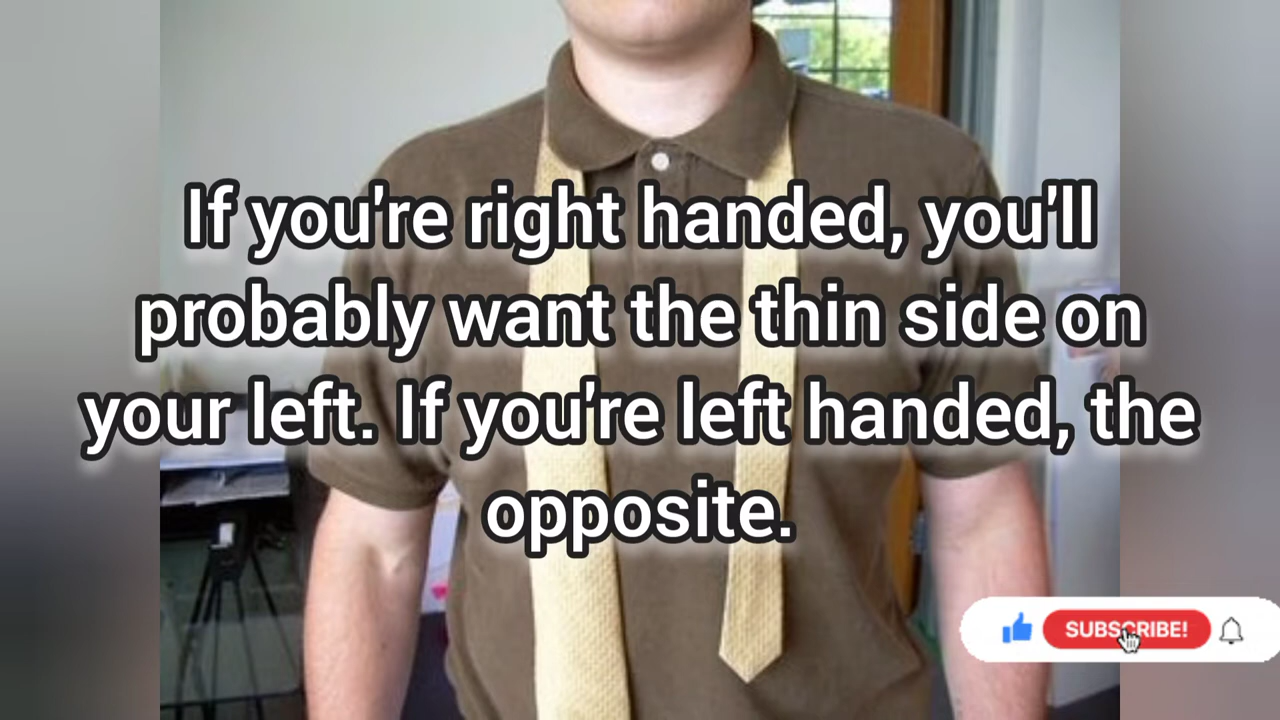 If you're right handed, you'll
probably want the thin side on
your left. If you're left handed, the
opposite.
SUBSCRIBE!